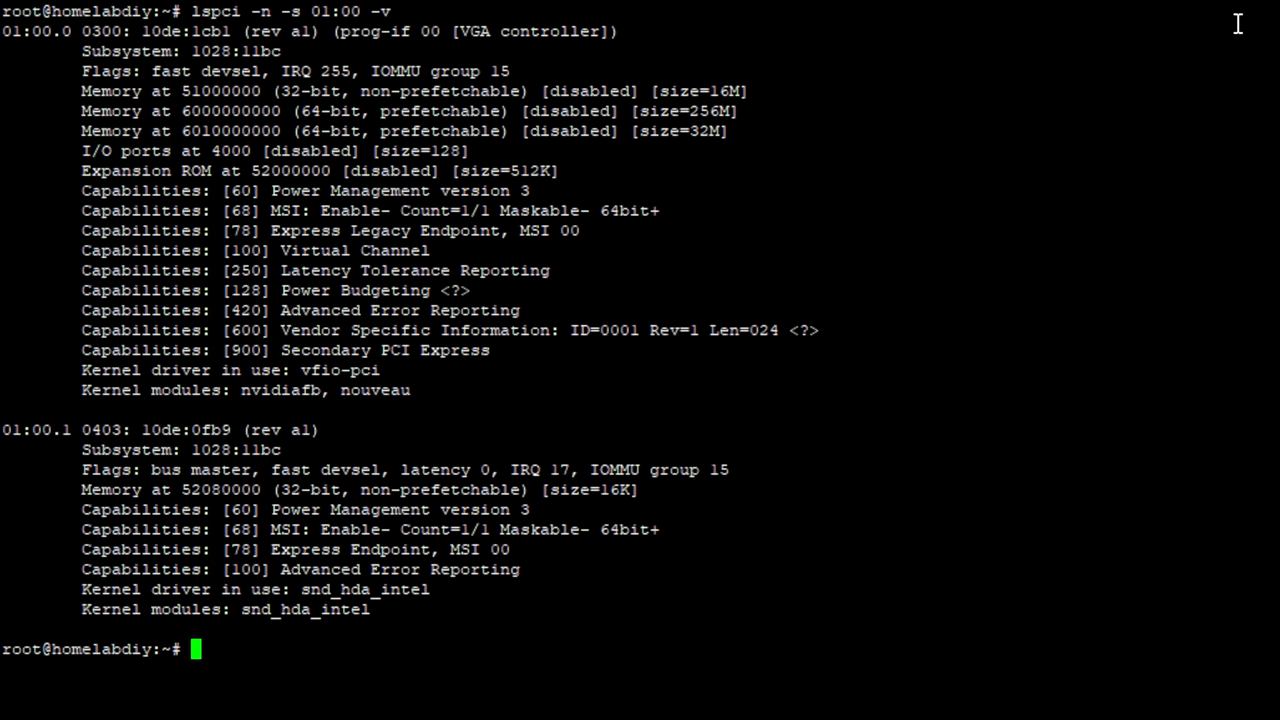 root@homelabdiy:~# lspci -n -s 01:00 -v
01:00.0 0300: 10de:1cb1 (rev a1) (prog-if 00 [VGA controller])
Subsystem: 1028:11bc
Flags: fast devsel, IRQ 255, IOMMU group 15
Memory at 51000000 (32-bit, non-prefetchable) [disabled] [size=16M]
Memory at 6000000000 (64-bit, prefetchable) [disabled] [size=256M]
Memory at 6010000000 (64-bit, prefetchable) [disabled] [size=32M]
I/O ports at 4000 [disabled] [size=128]
Expansion ROM at 52000000 [disabled] [size=512K]
Capabilities: [60] Power Management version 3
Capabilities: [68] MSI: Enable- Count=1/1 Maskable- 64bit+
Capabilities: [78] Express Legacy Endpoint, MSI 00
Capabilities: [100] Virtual Channel
Capabilities: [250] Latency Tolerance Reporting
Capabilities: [128] Power Budgeting <?>
Capabilities: [420] Advanced Error Reporting
Capabilities: [600] Vendor Specific Information: ID=0001 Rev=1 Len=024 <?>
Capabilities: [900] Secondary PCI Express
Kernel driver in use: vfio-pci
Kernel modules: nvidiafb, nouveau
01:00.1 0403: 10de:0fb9 (rev a1)
Subsystem: 1028:11bc
Flags: bus master, fast devsel, latency 0, IRQ 17, IOMMU group 15
Memory at 52080000 (32-bit, non-prefetchable) [size=16K]
Capabilities: [60] Power Management version 3
Capabilities: [68] MSI: Enable- Count=1/1 Maskable- 64bit+
Capabilities: [78] Express Endpoint, MSI 00
Capabilities: [100] Advanced Error Reporting
Kernel driver in use: snd_hda_intel
Kernel modules: snd_hda_intel
root@homelabdiy:~#